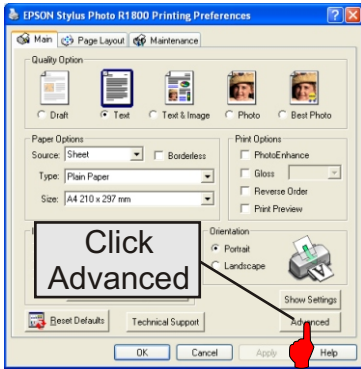 EPSON Stylus Photo R1800 Printing Preferences
Main Page Layout Maintenance
Quality Option
Draft Text Text & Image Photo Best Photo
Paper Options
Source: Sheet Borderless
Type: Plain Paper
Size: A4 210 x 297 mm
Print Options
PhotoEnhance
Gloss
Reverse Order
Print Preview
Click
Advanced
Orientation
Portrait
Landscape
Show Settings
Reset Defaults Technical Support Advanced
OK Cancel Apply Help